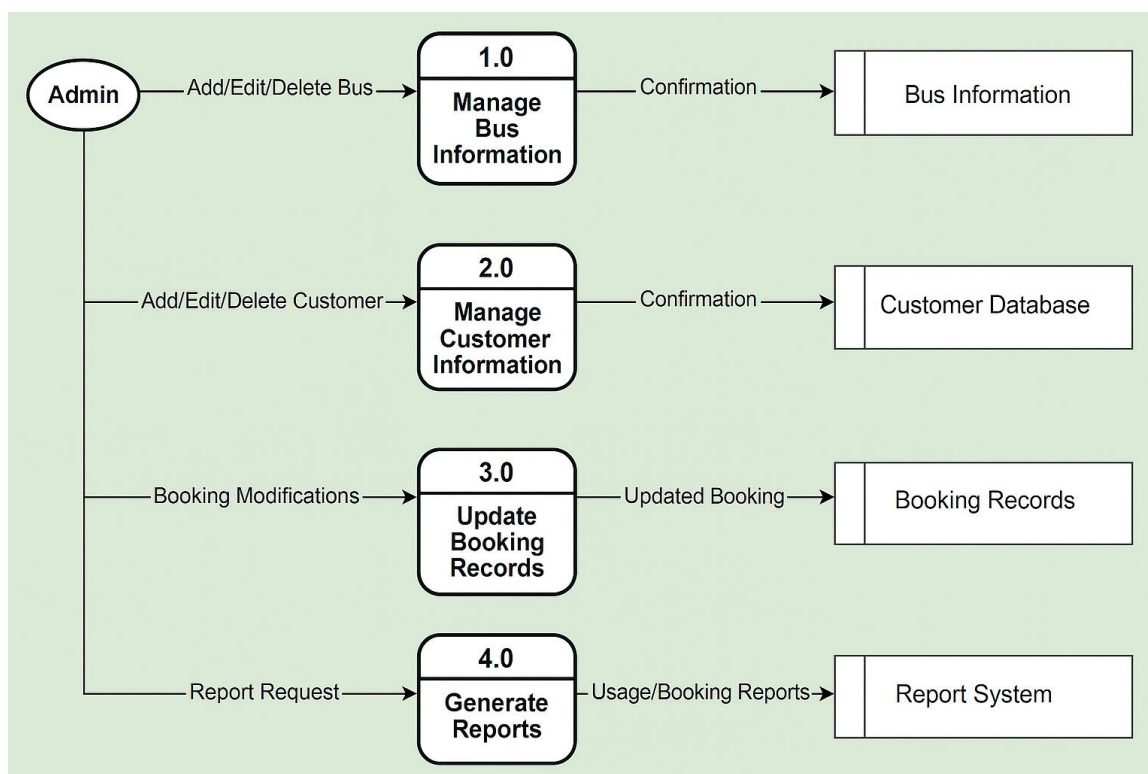 Admin
Add/Edit/Delete Bus
1.0
Manage
Bus
Information
Confirmation
Bus Information
Add/Edit/Delete Customer
2.0
Manage
Customer
Information
Confirmation
Customer Database
Booking Modifications
3.0
Update
Booking
Records
Updated Booking
Booking Records
Report Request
4.0
Generate
Reports
Usage/Booking Reports
Report System